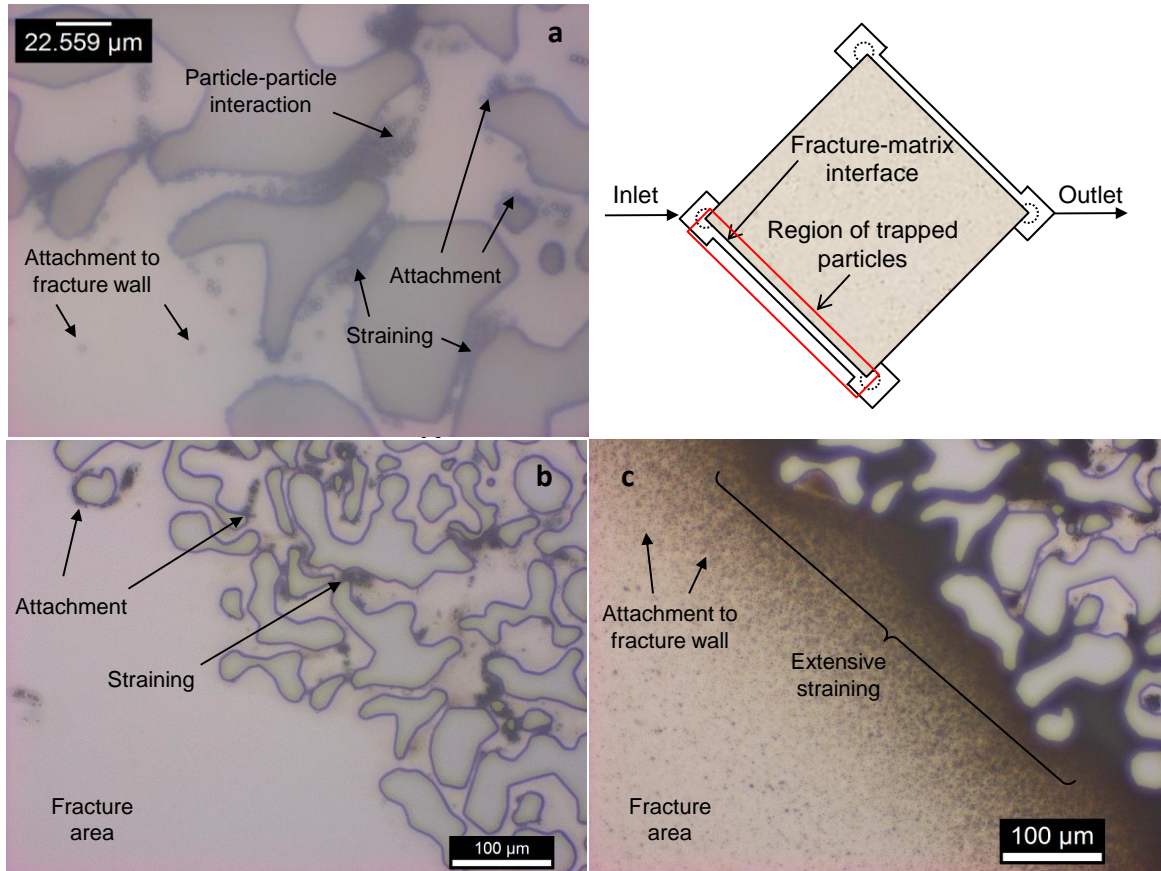 22.559 µm
a
Particle-particle
interaction
Attachment to
fracture wall
Attachment
Straining
Fracture-matrix
interface
Inlet
Outlet
Region of trapped
particles
b
Attachment
Straining
Fracture
area
100 µm
c
Attachment to
fracture wall
Extensive
straining
Fracture
area
100 µm